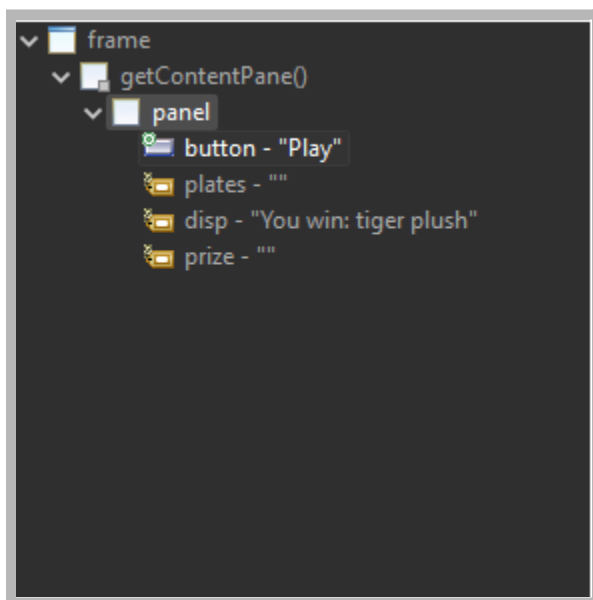 frame
getContentPane()
panel
button - "Play"
plates - ""
disp - "You win: tiger plush"
prize - ""